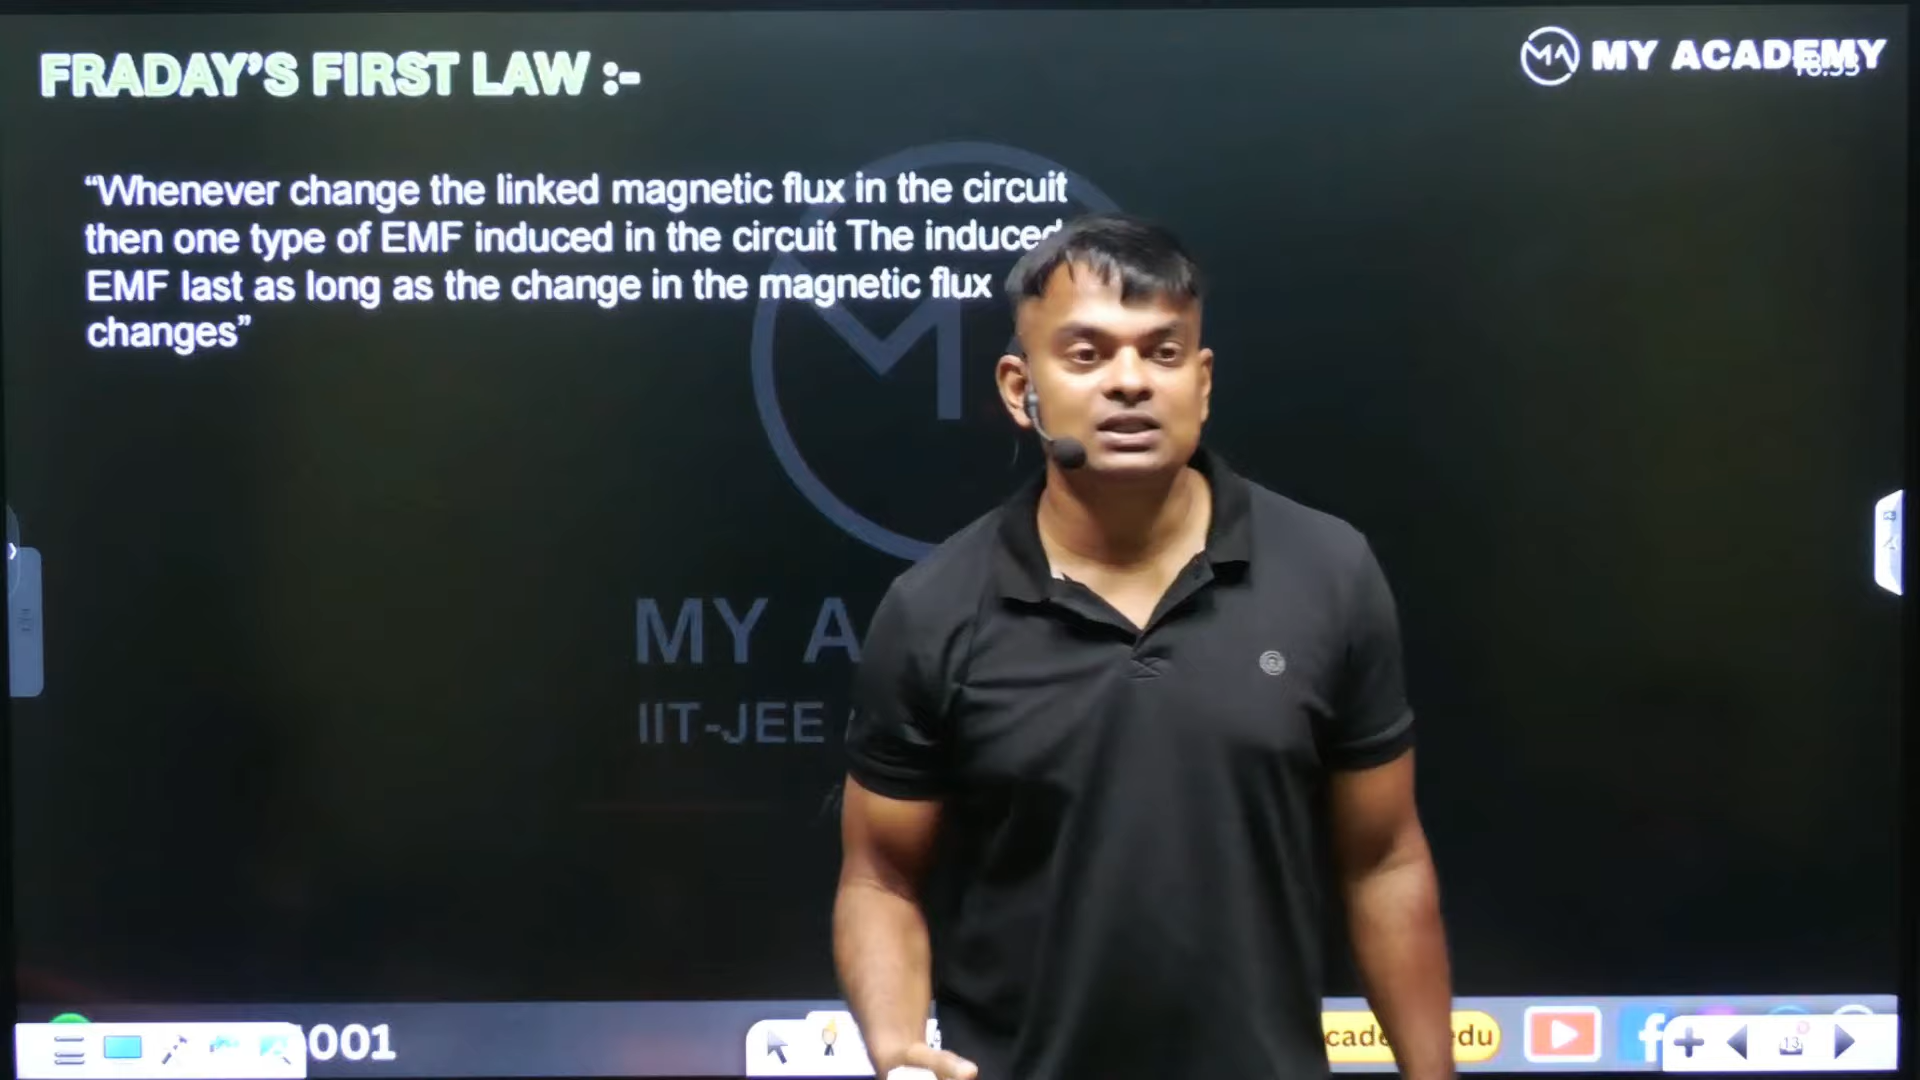 FRADAY'S FIRST LAW :-
MY ACADEMY
“Whenever change the linked magnetic flux in the circuit
then one type of EMF induced in the circuit The induced
EMF last as long as the change in the magnetic flux
changes”
MY A
IIT-JEE
001
13